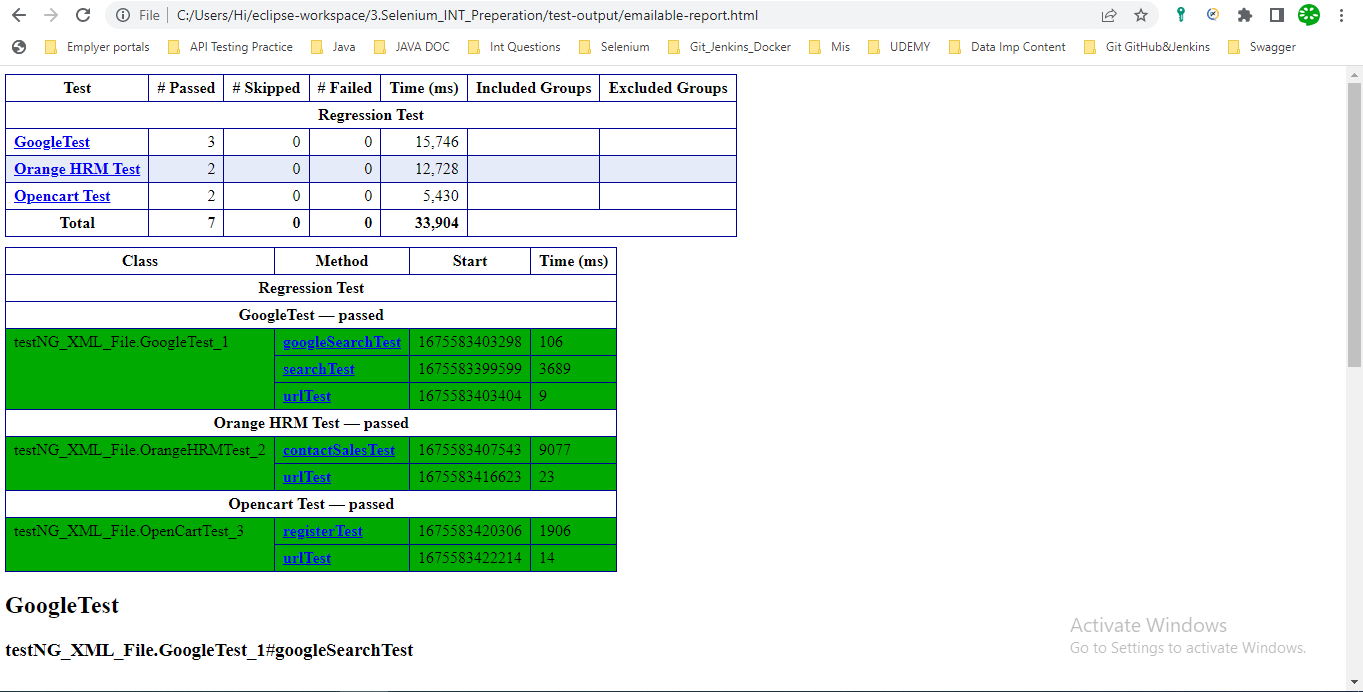 File C:/Users/Hi/eclipse-workspace/3.Selenium_INT_Preperation/test-output/emailable-report.html
Emplyer portals API Testing Practice Java JAVA DOC Int Questions Selenium Git_Jenkins_Docker Mis UDEMY Data Imp Content Git GitHub&Jenkins Swagger
Test # Passed # Skipped # Failed Time (ms) Included Groups Excluded Groups
Regression Test
GoogleTest 3 0 0 15,746
Orange HRM Test 2 0 0 12,728
Opencart Test 2 0 0 5,430
Total 7 0 0 33,904
Class Method Start Time (ms)
Regression Test
GoogleTest — passed
testNG_XML_File.GoogleTest_1 googleSearchTest 1675583403298 106
searchTest 1675583399599 3689
urlTest 1675583403404 9
Orange HRM Test — passed
testNG_XML_File.OrangeHRMTest_2 contactSalesTest 1675583407543 9077
urlTest 1675583416623 23
Opencart Test — passed
testNG_XML_File.OpenCartTest_3 registerTest 1675583420306 1906
urlTest 1675583422214 14
GoogleTest
testNG_XML_File.GoogleTest_1#googleSearchTest
Activate Windows
Go to Settings to activate Windows.